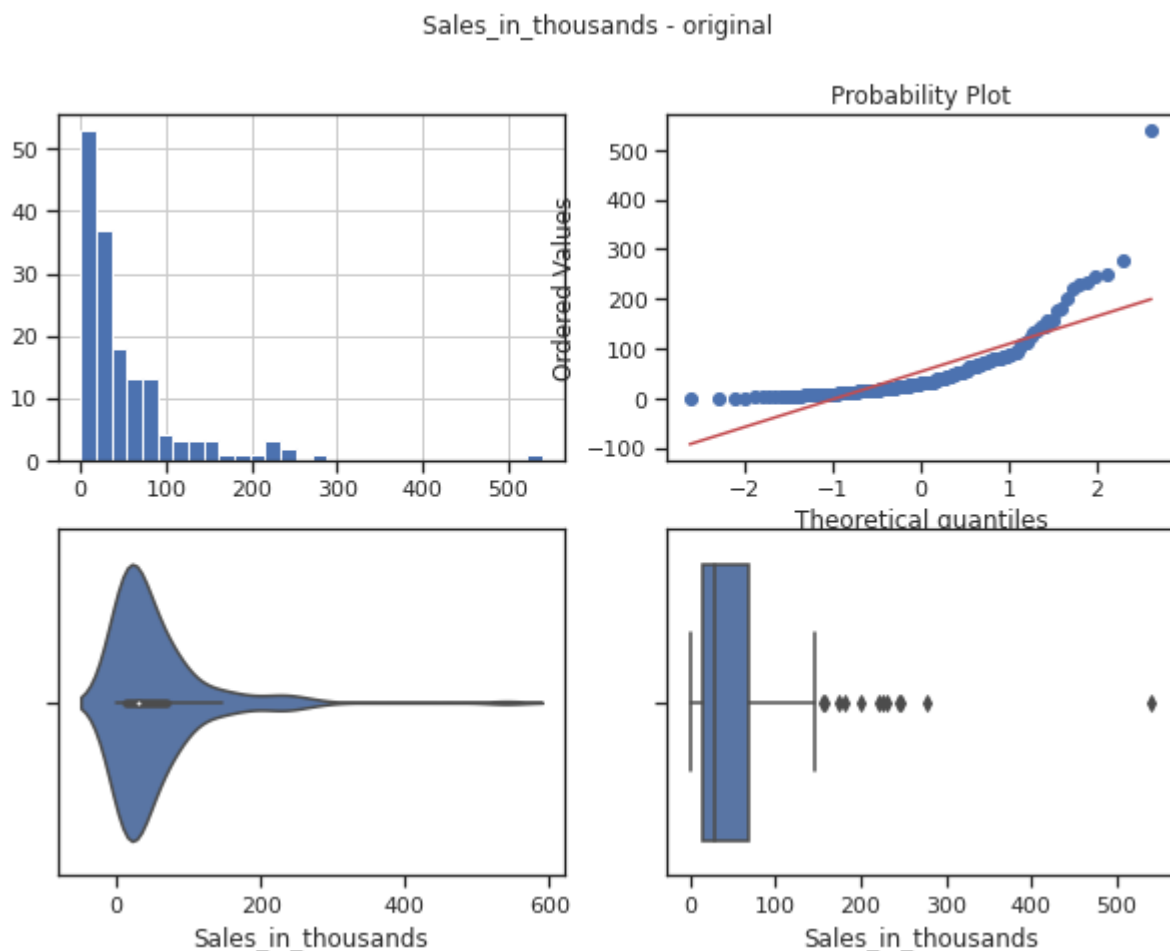 Sales_in_thousands - original
Probability Plot
50
40
30
20
10
0
0 100 200 300 400 500
Ordered Values
500
400
300
200
100
0
−100
−2 −1 0 1 2
Theoretical quantiles
0 200 400 600
Sales_in_thousands
0 100 200 300 400 500
Sales_in_thousands